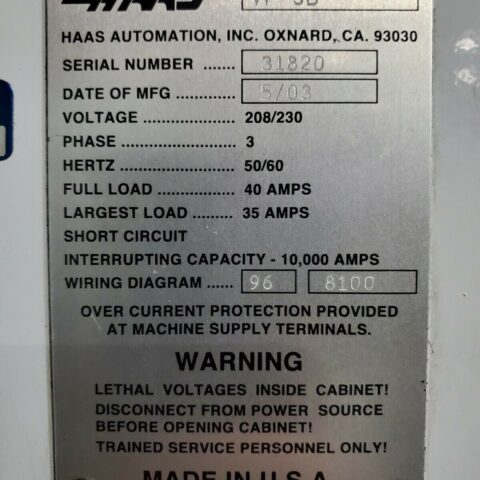 HAAS
HAAS AUTOMATION, INC. OXNARD, CA. 93030
SERIAL NUMBER ....... 31820
DATE OF MFG ............ 5/03
VOLTAGE .................. 208/230
PHASE ....................... 3
HERTZ ....................... 50/60
FULL LOAD ............... 40 AMPS
LARGEST LOAD ......... 35 AMPS
SHORT CIRCUIT
INTERRUPTING CAPACITY - 10,000 AMPS
WIRING DIAGRAM ...... 96 8100
OVER CURRENT PROTECTION PROVIDED
AT MACHINE SUPPLY TERMINALS.
WARNING
LETHAL VOLTAGES INSIDE CABINET!
DISCONNECT FROM POWER SOURCE
BEFORE OPENING CABINET!
TRAINED SERVICE PERSONNEL ONLY!
MADE IN U.S.A.